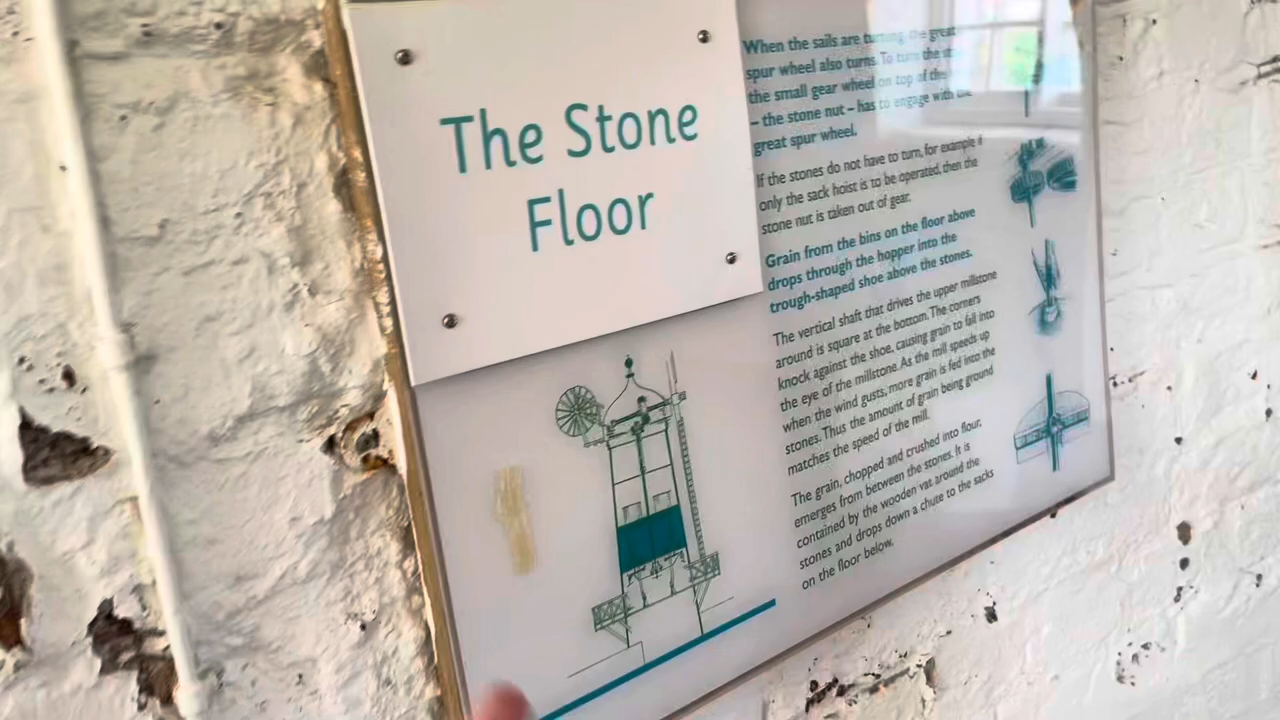 The Stone
Floor
When the sails are turning the great
spur wheel also turns. To turn the
the small gear wheel on top of the
– the stone nut – has to engage with the
great spur wheel.
If the stones do not have to turn, for example if
only the sack hoist is to be operated, then the
stone nut is taken out of gear.
Grain from the bins on the floor above
drops through the hopper into the
trough-shaped shoe above the stones.
The vertical shaft that drives the upper millstone
around is square at the bottom. The corners
knock against the shoe, causing grain to fall into
the eye of the millstone. As the mill speeds up
when the wind gusts, more grain is fed into the
stones. Thus the amount of grain being ground
matches the speed of the mill.
The grain, chopped and crushed into flour,
emerges from between the stones. It is
contained by the wooden vat around the
stones and drops down a chute to the sacks
on the floor below.